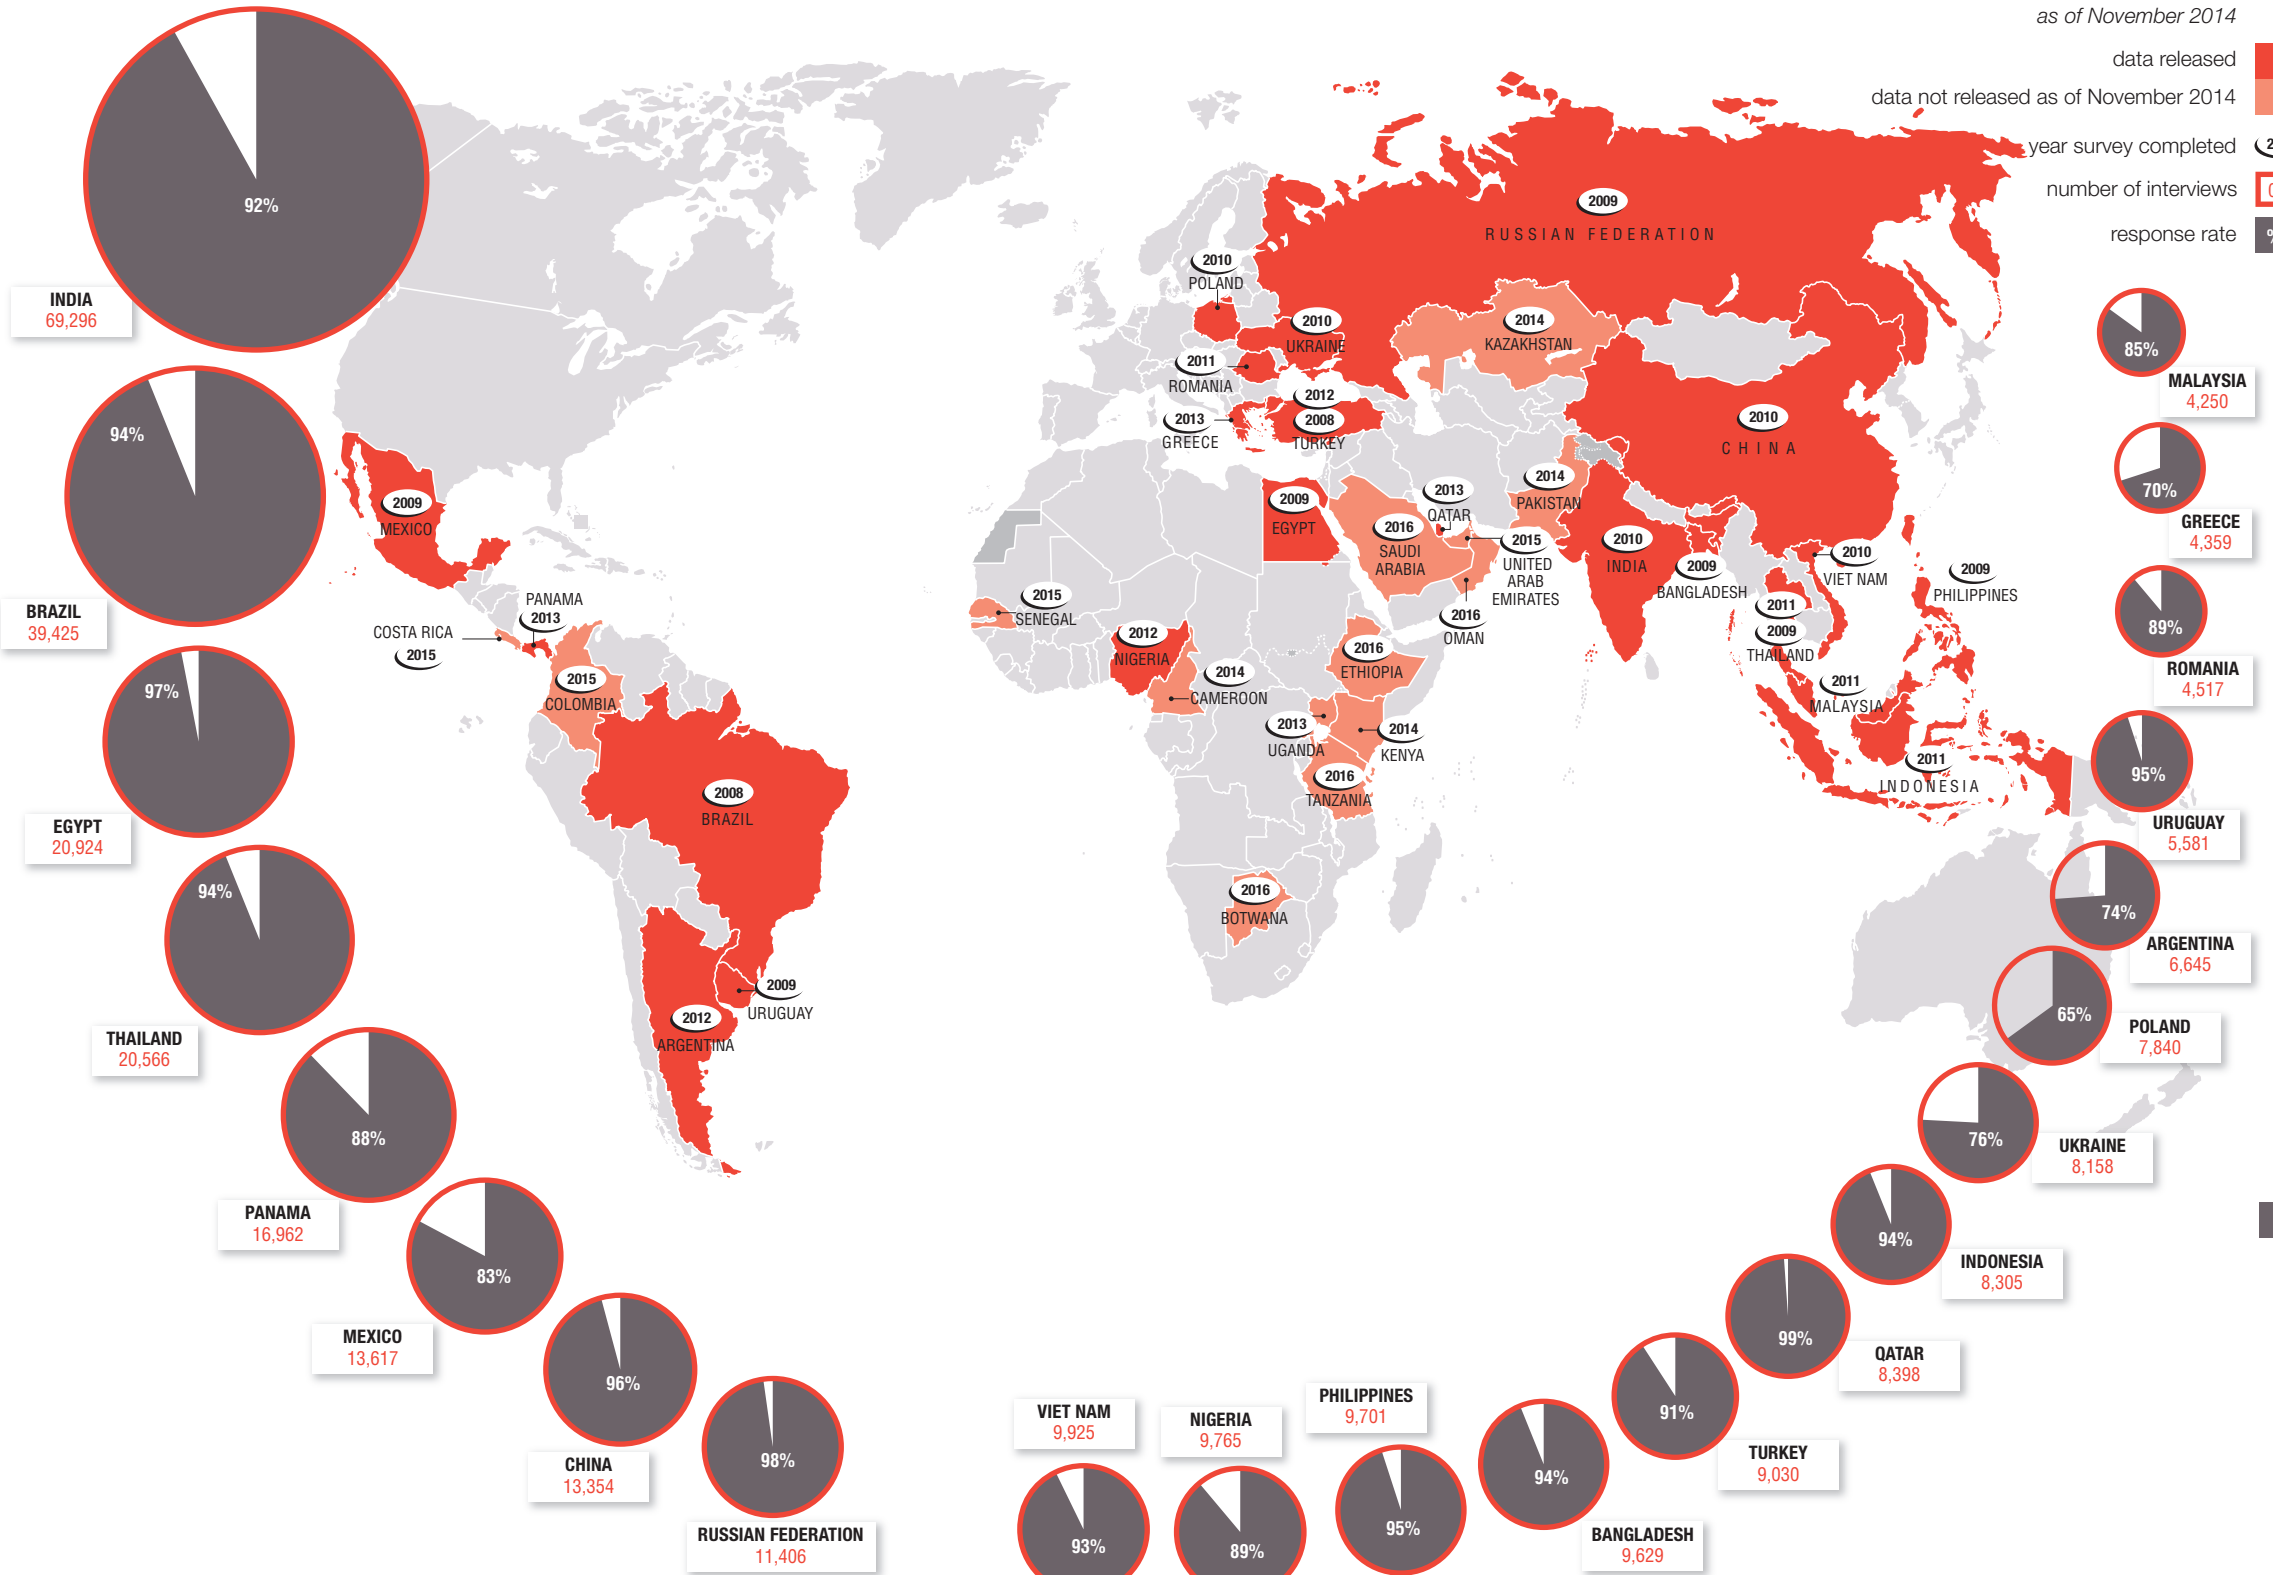 as of November 2014
data released
data not released as of November 2014
year survey completed
number of interviews
response rate
%
92%
INDIA
69,296
94%
BRAZIL
39,425
97%
EGYPT
20,924
94%
THAILAND
20,566
88%
PANAMA
16,962
83%
MEXICO
13,617
96%
CHINA
13,354
98%
RUSSIAN FEDERATION
11,406
VIET NAM
9,925
93%
NIGERIA
9,765
89%
PHILIPPINES
9,701
95%
94%
BANGLADESH
9,629
91%
TURKEY
9,030
99%
QATAR
8,398
94%
INDONESIA
8,305
76%
UKRAINE
8,158
65%
POLAND
7,840
74%
ARGENTINA
6,645
95%
URUGUAY
5,581
89%
ROMANIA
4,517
70%
GREECE
4,359
85%
MALAYSIA
4,250
2009
RUSSIAN FEDERATION
2010
POLAND
2010
UKRAINE
2014
KAZAKHSTAN
2011
ROMANIA
2012
2008
TURKEY
2013
GREECE
2010
CHINA
2009
MEXICO
2009
EGYPT
2016
SAUDI
ARABIA
2013
QATAR
2014
PAKISTAN
2015
UNITED
ARAB
EMIRATES
2016
OMAN
2010
INDIA
2009
BANGLADESH
2010
VIET NAM
2009
PHILIPPINES
2011
2009
THAILAND
2011
MALAYSIA
2011
INDONESIA
PANAMA
2013
COSTA RICA
2015
2015
COLOMBIA
2015
SENEGAL
2012
NIGERIA
2014
CAMEROON
2016
ETHIOPIA
2013
UGANDA
2014
KENYA
2016
TANZANIA
2016
BOTWANA
2008
BRAZIL
2009
URUGUAY
2012
ARGENTINA